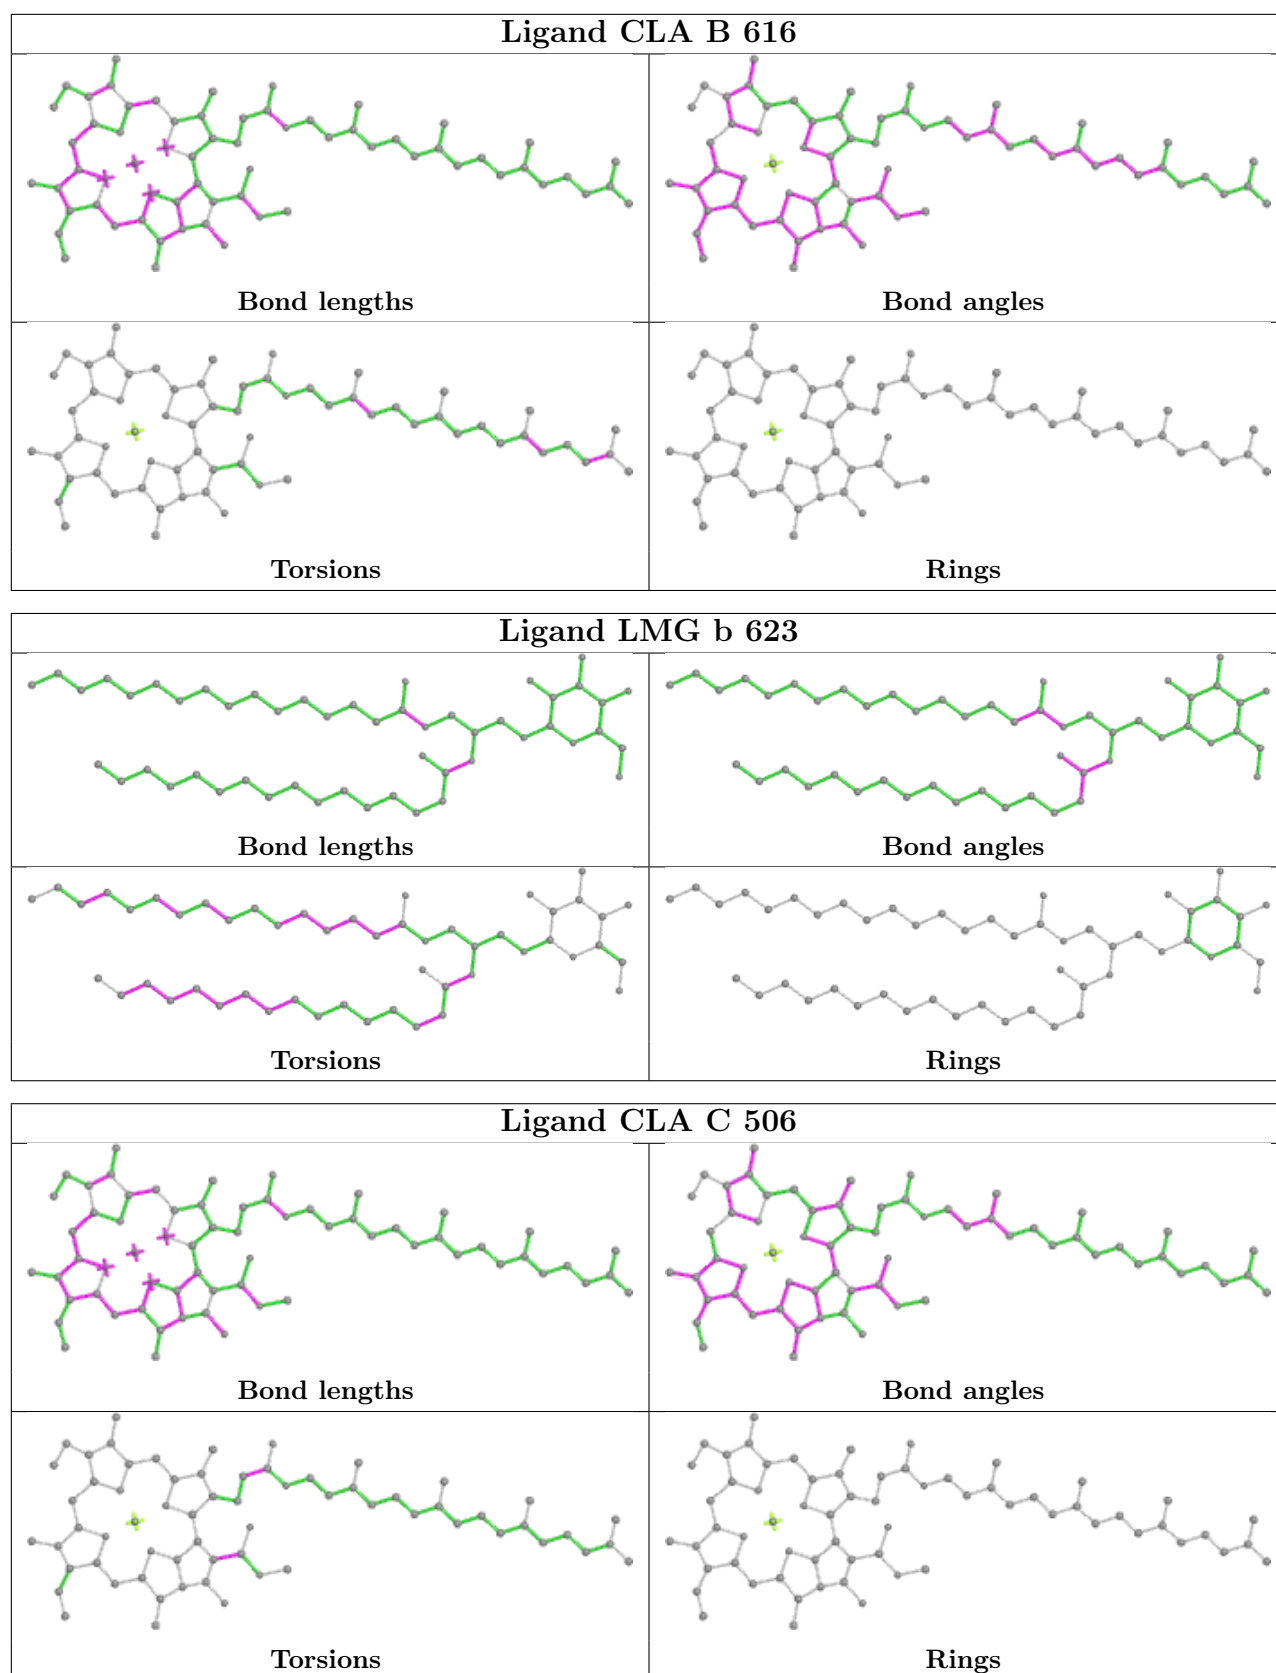 Ligand CLA B 616
Bond lengths
Bond angles
Torsions
Rings
Ligand LMG b 623
Bond lengths
Bond angles
Torsions
Rings
Ligand CLA C 506
Bond lengths
Bond angles
Torsions
Rings